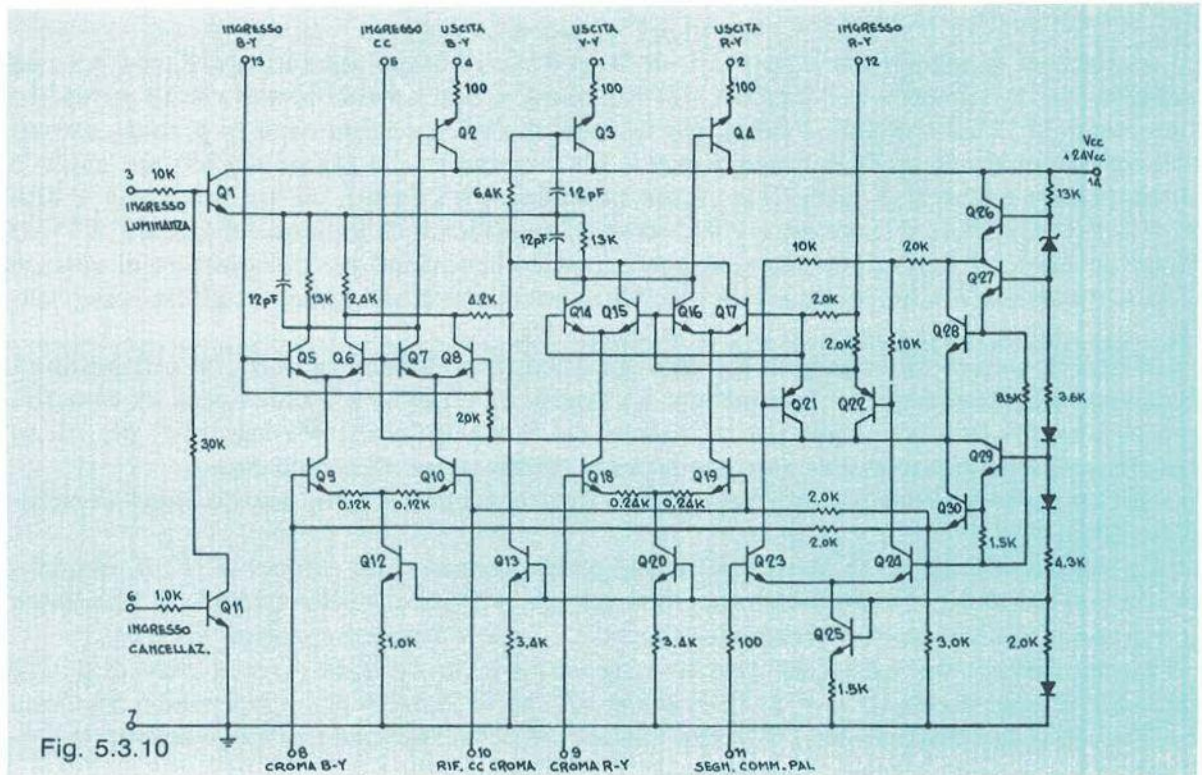 INGRESSO
B-Y
13
INGRESSO
CC
5
USCITA
B-Y
4
USCITA
V-Y
1
USCITA
R-Y
2
INGRESSO
R-Y
12
100
100
100
Q2
Q3
Q4
Vcc
+24Vcc
14
3
10K
Q1
INGRESSO
LUMINANZA
6.4K
12pF
13K
Q26
12pF
13K
10K
20K
Q27
12pF
13K
2.4K
4.2K
Q14
Q15
Q16
Q17
2.0K
2.0K
10K
Q28
Q5
Q6
Q7
Q8
2.0K
Q21
Q22
8.5K
3.6K
3.0K
Q29
Q9
Q10
Q18
Q19
0.12K
0.12K
0.24K
0.24K
2.0K
2.0K
Q30
1.5K
Q12
Q13
Q20
Q23
Q24
4.3K
6
1.0K
Q11
INGRESSO
CANCELLAZ.
1.0K
3.4K
3.4K
100
Q25
3.0K
2.0K
1.5K
7
Fig. 5.3.10
8
CROMA B-Y
10
RIF. CC CROMA
9
CROMA R-Y
11
SEGN. COMM. PAL